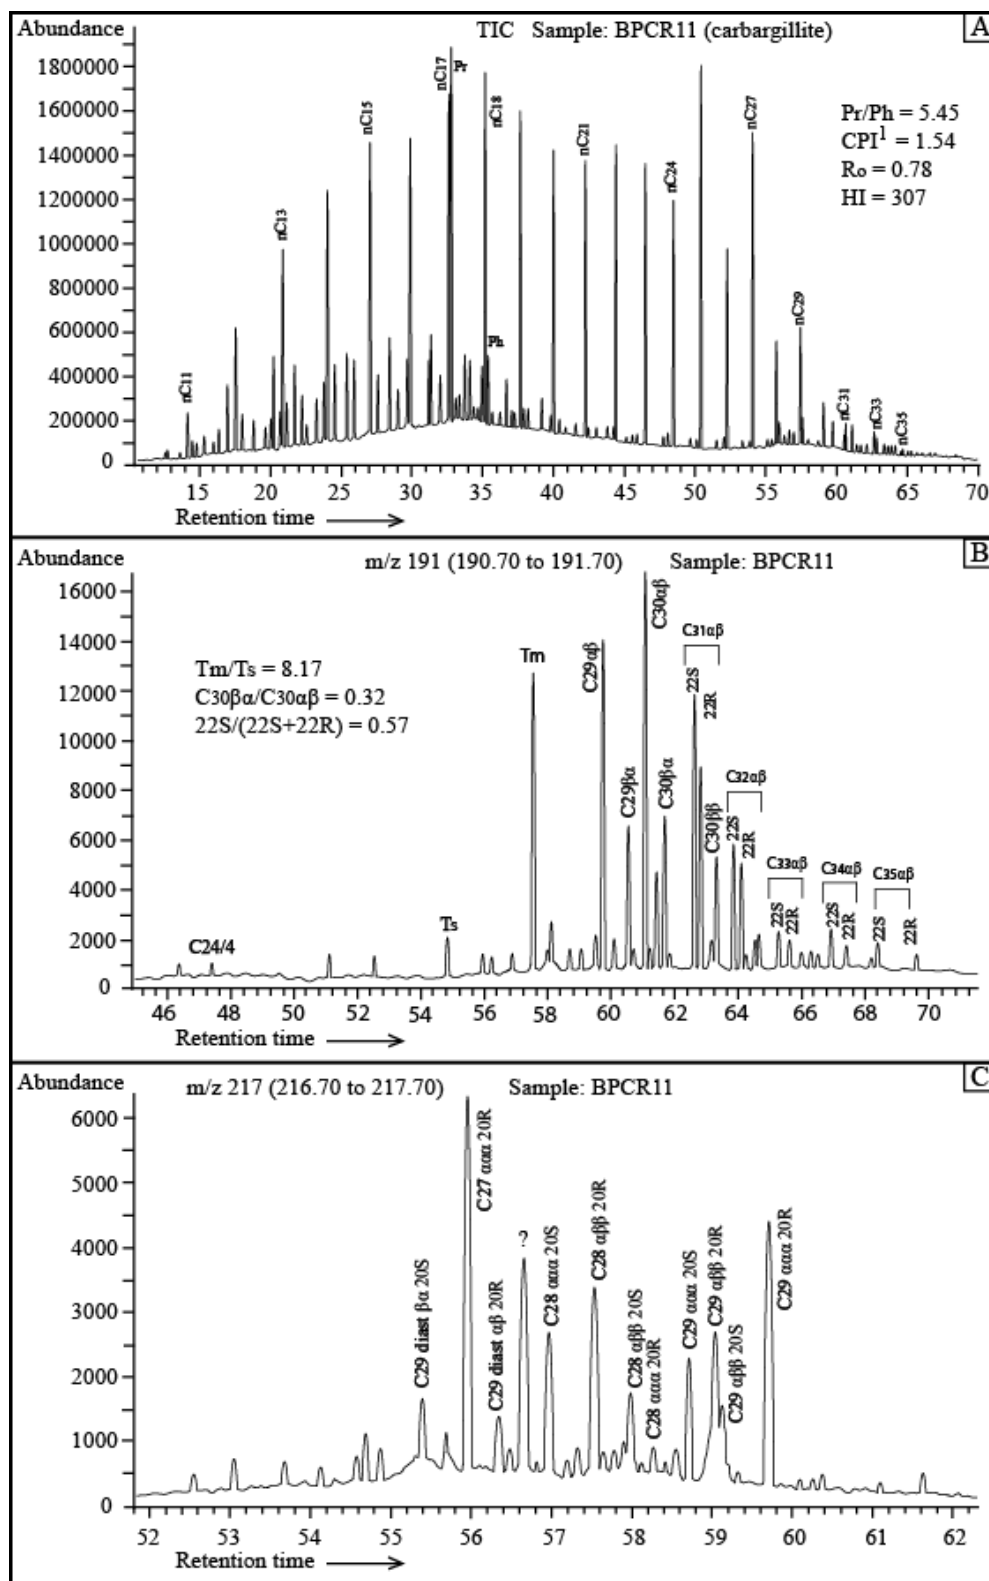 Abundance
TIC Sample: BPCR11 (carbargillite)
A
1800000
1600000
1400000
1200000
1000000
800000
600000
400000
200000
0
nC11
nC13
nC15
nC17
Pr
nC18
Ph
nC21
nC24
nC27
nC29
nC31
nC33
nC35
Pr/Ph = 5.45
CPI¹ = 1.54
Ro = 0.78
HI = 307
15 20 25 30 35 40 45 50 55 60 65 70
Retention time
Abundance
m/z 191 (190.70 to 191.70) Sample: BPCR11
B
16000
14000
12000
10000
8000
6000
4000
2000
0
Tm/Ts = 8.17
C30βα/C30αβ = 0.32
22S/(22S+22R) = 0.57
C24/4
Ts
Tm
C29αβ
C29βα
C30αβ
C30βα
C31αβ
22S
22R
C30ββ
C32αβ
22S
22R
C33αβ
22S
22R
C34αβ
22S
22R
C35αβ
22S
22R
46 48 50 52 54 56 58 60 62 64 66 68 70
Retention time
Abundance
m/z 217 (216.70 to 217.70) Sample: BPCR11
C
6000
5000
4000
3000
2000
1000
0
C29 diast βα 20S
C27 ααα 20R
C29 diast αβ 20R
?
C28 ααα 20S
C28 αββ 20R
C28 αββ 20S
C28 ααα 20R
C29 ααα 20S
C29 αββ 20R
C29 αββ 20S
C29 ααα 20R
52 53 54 55 56 57 58 59 60 61 62
Retention time